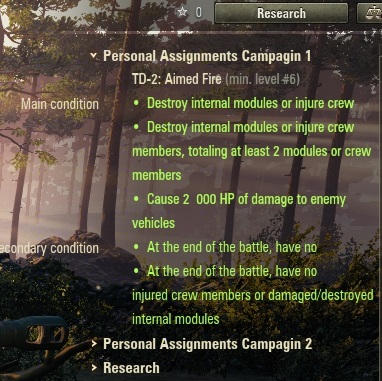 0 Research
Personal Assignments Campagin 1
TD-2: Aimed Fire (min. level #6)
Main condition • Destroy internal modules or injure crew
• Destroy internal modules or injure crew
members, totaling at least 2 modules or crew
members
• Cause 2 000 HP of damage to enemy
vehicles
econdary condition • At the end of the battle, have no
• At the end of the battle, have no
injured crew members or damaged/destroyed
internal modules
Personal Assignments Campagin 2
Research